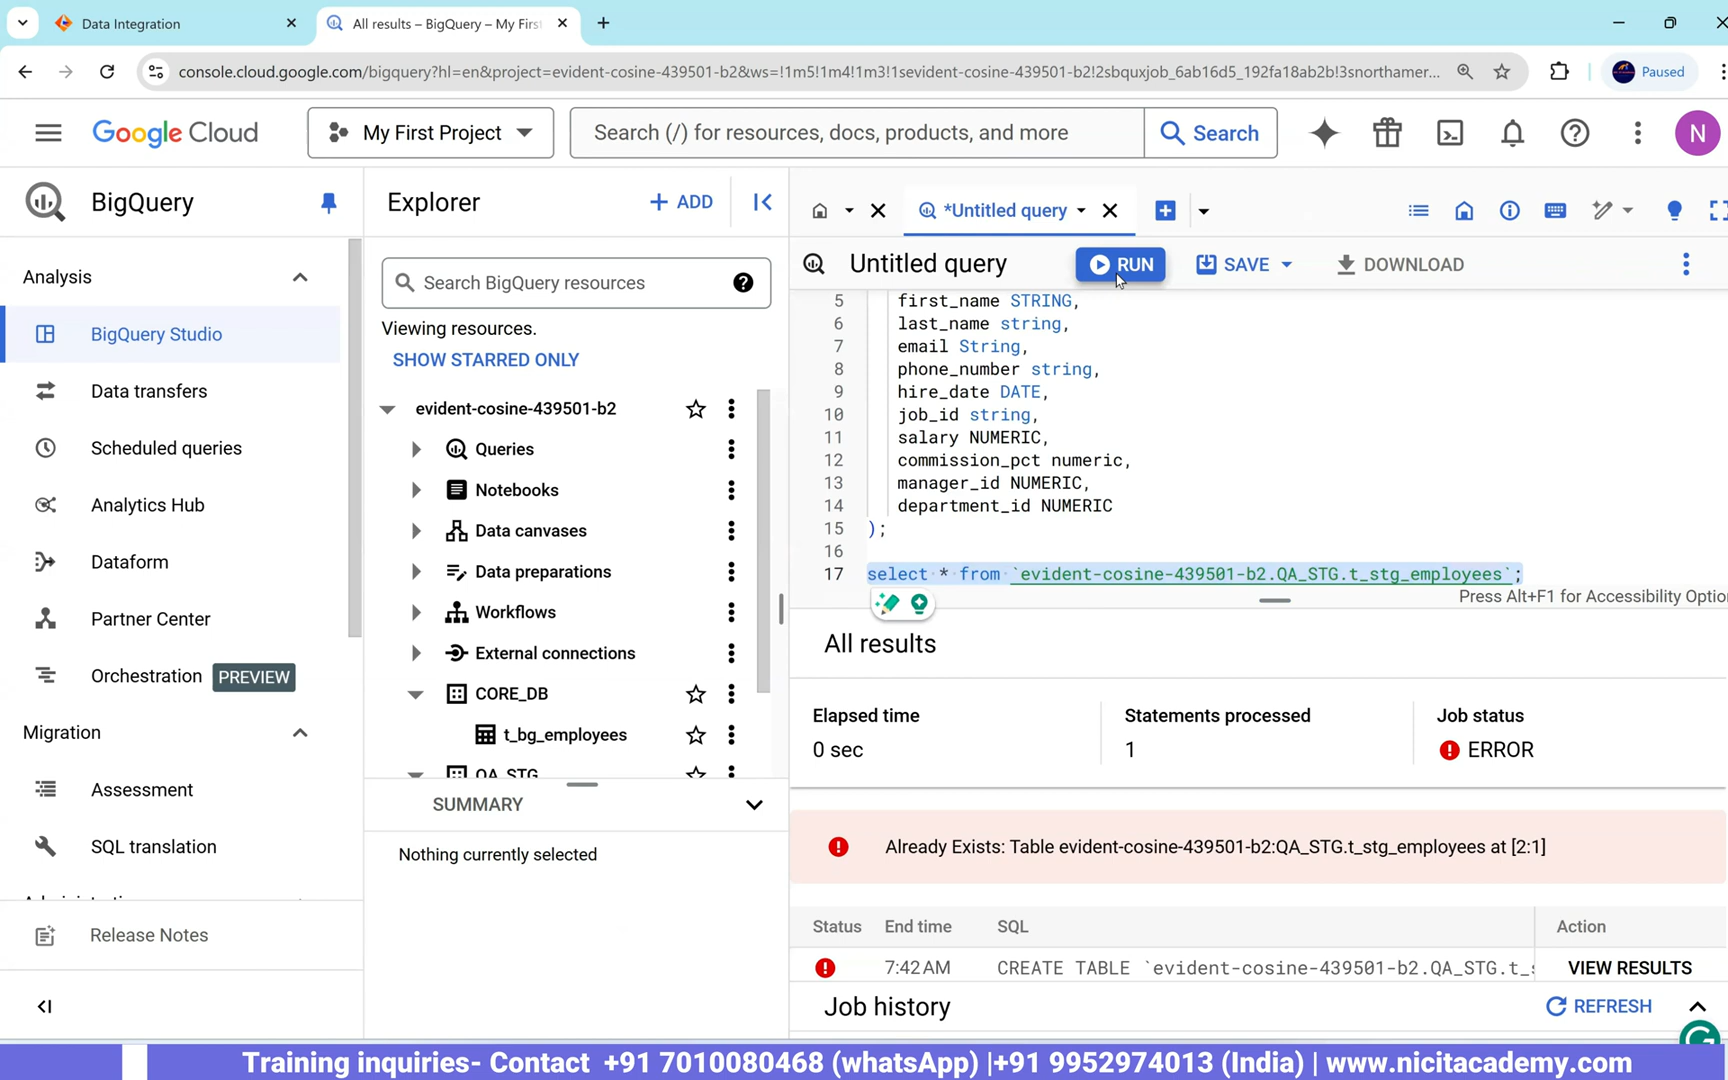 Data Integration
All results – BigQuery – My Firs
console.cloud.google.com/bigquery?hl=en&project=evident-cosine-439501-b2&ws=!1m5!1m4!1m3!1sevident-cosine-439501-b2!2sbquxjob_6ab16d5_192fa18ab2b!3snorthamer...
Paused
Google Cloud
My First Project
Search (/) for resources, docs, products, and more
Search
N
BigQuery
Analysis
BigQuery Studio
Data transfers
Scheduled queries
Analytics Hub
Dataform
Partner Center
Orchestration PREVIEW
Migration
Assessment
SQL translation
Release Notes
Explorer
+ ADD
Search BigQuery resources
Viewing resources.
SHOW STARRED ONLY
evident-cosine-439501-b2
Queries
Notebooks
Data canvases
Data preparations
Workflows
External connections
CORE_DB
t_bg_employees
QA_STG
SUMMARY
Nothing currently selected
*Untitled query
Untitled query
RUN
SAVE
DOWNLOAD
5 first_name STRING,
6 last_name string,
7 email String,
8 phone_number string,
9 hire_date DATE,
10 job_id string,
11 salary NUMERIC,
12 commission_pct numeric,
13 manager_id NUMERIC,
14 department_id NUMERIC
15 );
16
17 select * from `evident-cosine-439501-b2.QA_STG.t_stg_employees`;
Press Alt+F1 for Accessibility Optio
All results
Elapsed time
0 sec
Statements processed
1
Job status
ERROR
Already Exists: Table evident-cosine-439501-b2:QA_STG.t_stg_employees at [2:1]
Status End time SQL Action
7:42 AM CREATE TABLE `evident-cosine-439501-b2.QA_STG.t_s VIEW RESULTS
Job history
REFRESH
Training inquiries- Contact +91 7010080468 (whatsApp) |+91 9952974013 (India) | www.nicitacademy.com